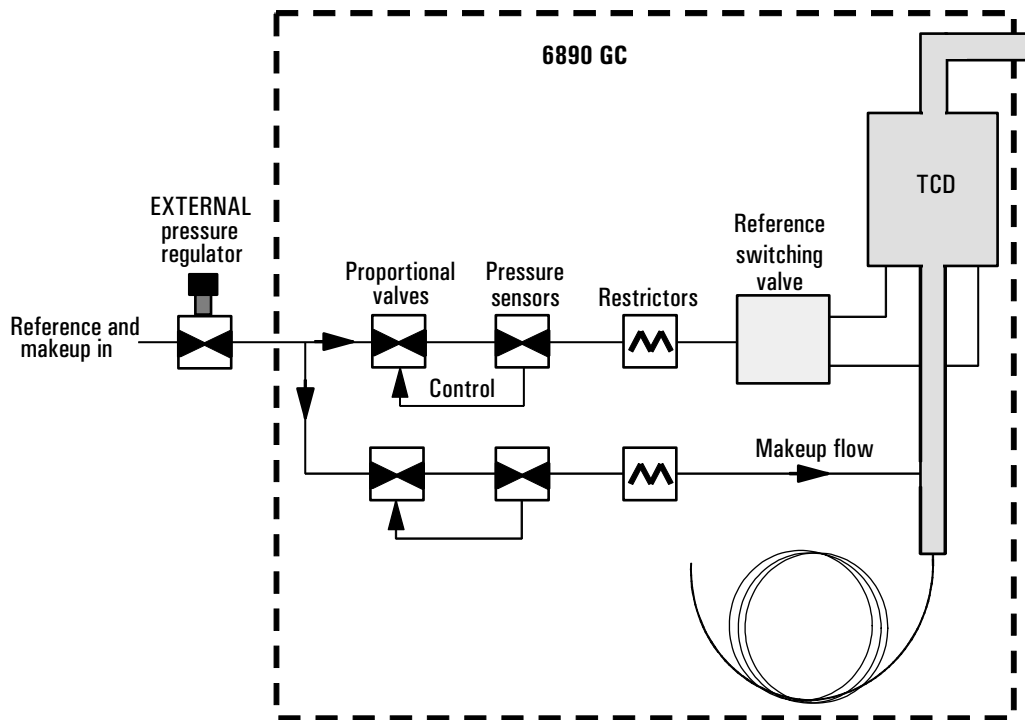 6890 GC
TCD
EXTERNAL
pressure
regulator
Reference
switching
valve
Proportional
valves
Pressure
sensors
Restrictors
Reference and
makeup in
Control
Makeup flow